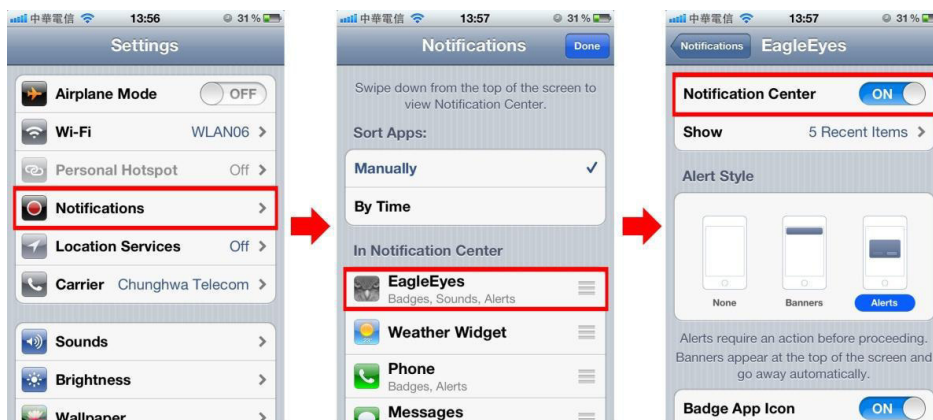 中華電信 13:56 31%
Settings
Airplane Mode OFF
Wi-Fi WLAN06
Personal Hotspot Off
Notifications
Location Services Off
Carrier Chunghwa Telecom
Sounds
Brightness
Wallpaper
中華電信 13:57 31%
Notifications Done
Swipe down from the top of the screen to
view Notification Center.
Sort Apps:
Manually
By Time
In Notification Center
EagleEyes
Badges, Sounds, Alerts
Weather Widget
Phone
Badges, Alerts
Messages
中華電信 13:57 31%
Notifications EagleEyes
Notification Center ON
Show 5 Recent Items
Alert Style
None Banners Alerts
Alerts require an action before proceeding.
Banners appear at the top of the screen and
go away automatically.
Badge App Icon ON